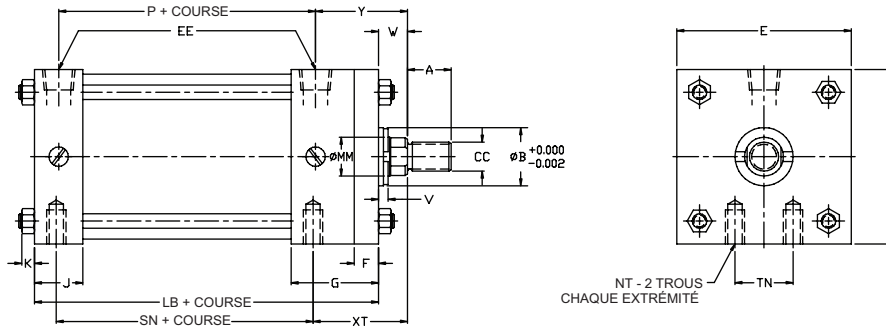 P + COURSE
Y
W
EE
A
E
ØMM
CC
ØB +0.000
-0.002
V
K
J
F
G
LB + COURSE
SN + COURSE
XT
NT - 2 TROUS
CHAQUE EXTRÉMITÉ
TN